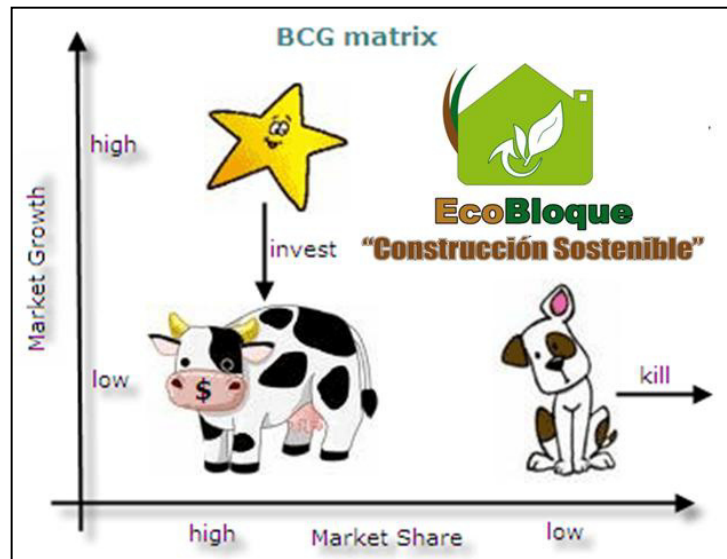 BCG matrix
high
EcoBloque
“Construcción Sostenible”
invest
Market Growth
low
$
kill
high
Market Share
low